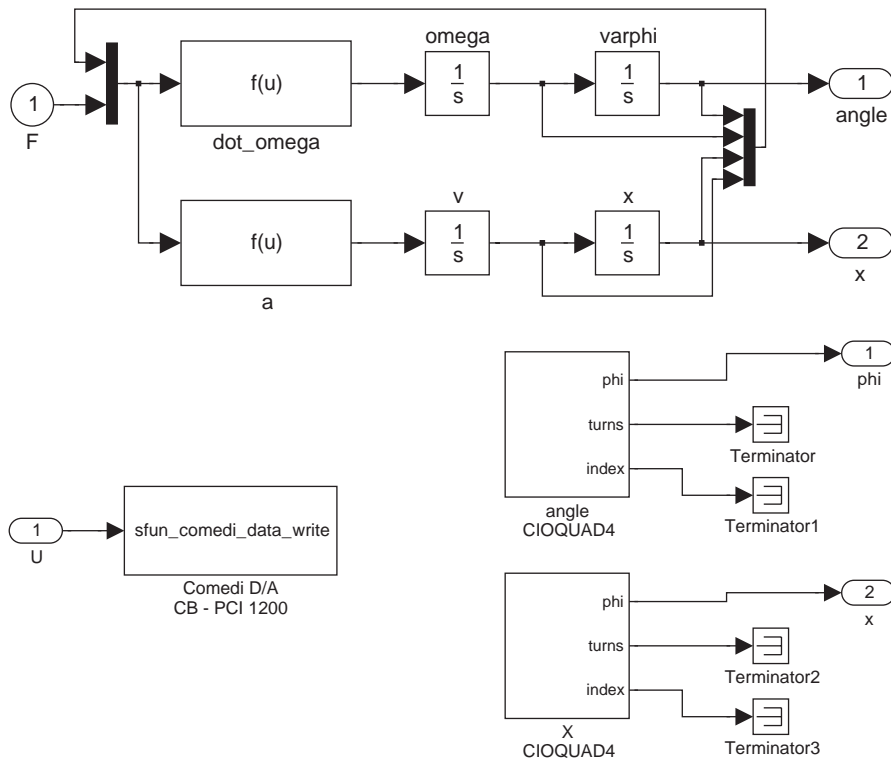 omega
varphi
1
F
f(u)
dot_omega
1
s
1
s
1
angle
f(u)
a
v
1
s
x
1
s
2
x
phi
turns
index
angle
CIOQUAD4
1
phi
Terminator
Terminator1
1
U
sfun_comedi_data_write
Comedi D/A
CB - PCI 1200
phi
turns
index
X
CIOQUAD4
2
x
Terminator2
Terminator3